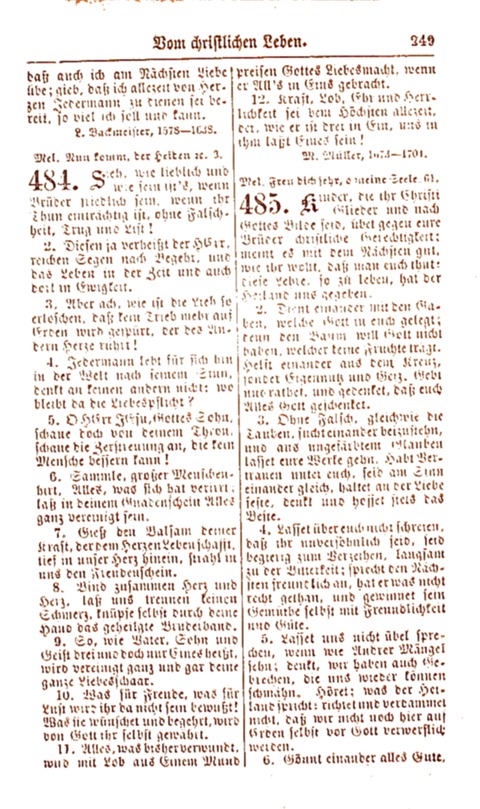 Vom christlichen Leben.
249
daß auch ich am Nächsten Liebe
übe; gieb, daß ich allezeit von Her-
zen Jedermann zu dienen sei be-
reit, so viel ich soll und kann.
L. Backmeister, 1578—1638.
Mel. Nun komm, der Heiden ꝛc. 3.
484. Sieh, wie lieblich und
wie fein ist's, wenn
Brüder friedlich sein, wenn ihr
Thun einträchtig ist, ohne Falsch-
heit, Trug und List!
2. Diesen ja verheißt der HErr,
reichen Segen nach Begehr, und
das Leben in der Zeit und auch
dort in Ewigkeit.
3. Aber ach, wie ist die Lieb so
erloschen, daß kein Trieb mehr auf
Erden wird gespürt, der des An-
dern Herze rührt!
4. Jedermann lebt für sich hin
in der Welt nach seinem Sinn,
denkt an keinen andern nicht; wo
bleibt da die Liebespflicht?
5. O HErr JEsu, Gottes Sohn,
schaue doch von deinem Thron,
schaue die Zerstreuung an, die kein
Mensche bessern kann!
6. Sammle, großer Menschen-
hirt, Alles, was sich hat verirrt;
laß in deinem Gnadenschein Alles
ganz vereinigt sein.
7. Gieß den Balsam deiner
Kraft, der dem Herzen Leben schafft,
tief in unser Herz hinein, strahl in
uns den Freudenschein.
8. Bind zusammen Herz und
Herz, laß uns trennen keinen
Schmerz, knüpfe selbst durch deine
Hand das geheiligte Bruderband.
9. So, wie Vater, Sohn und
Geist drei und doch nur Eines heißt,
wird vereinigt ganz und gar deine
ganze Liebesschaar.
10. Was für Freude, was für
Lust wird ihr da nicht sein bewußt!
Was sie wünschet und begehrt, wird
von Gott ihr selbst gewährt.
11. Alles, was bisher verwundt,
wird mit Lob aus Einem Mund
preisen Gottes Liebesmacht, wenn
er All's in Eins gebracht.
12. Kraft, Lob, Ehr und Herr-
lichkeit sei dem Höchsten allezeit,
der, wie er ist drei in Ein, uns in
ihm läßt Eines sein!
M. Müller, 1673—1704.
Mel. Freu dich sehr, o meine Seele. 61.
485. Kinder, die ihr Christi
Glieder und nach
Gottes Bilde seid, übet gegen eure
Brüder christliche Gerechtigkeit;
meint es mit dem Nächsten gut,
wie ihr wollt, daß man euch thut:
diese Lehre, so zu leben, hat der
Heiland uns gegeben.
2. Dient einander mit den Ga-
ben, welche Gott in euch gelegt;
denn den Baum will Gott nicht
haben, welcher keine Früchte trägt.
Helft einander aus dem Kreuz,
sonder Eigennutz und Geiz. Gebt
und rathet, und gedenket, daß euch
Alles Gott geschenket.
3. Ohne Falsch, gleichwie die
Tauben, sucht einander beizustehn,
und aus ungefärbtem Glauben
lasset eure Werke gehn. Habt Ver-
trauen unter euch, seid am Sinn
einander gleich, haltet an der Liebe
feste, denkt und hoffet stets das
Beste.
4. Lasset über euch nicht schreien,
daß ihr unversöhnlich seid, seid
begierig zum Verzeihen, langsam
zu der Bitterkeit; sprecht den Näch-
sten freundlich an, hat er was nicht
recht gethan, und gewinnet sein
Gemüthe selbst mit Freundlichkeit
und Güte.
5. Lasset uns nicht übel spre-
chen, wenn wir Andrer Mängel
sehn; denkt, wir haben auch Ge-
brechen, die uns wieder können
schmähn. Höret; was der Hei-
land spricht: richtet und verdammet
nicht, daß wir nicht noch hier auf
Erden selbst vor Gott verwerflich
werden.
6. Gönnt einander alles Gute,